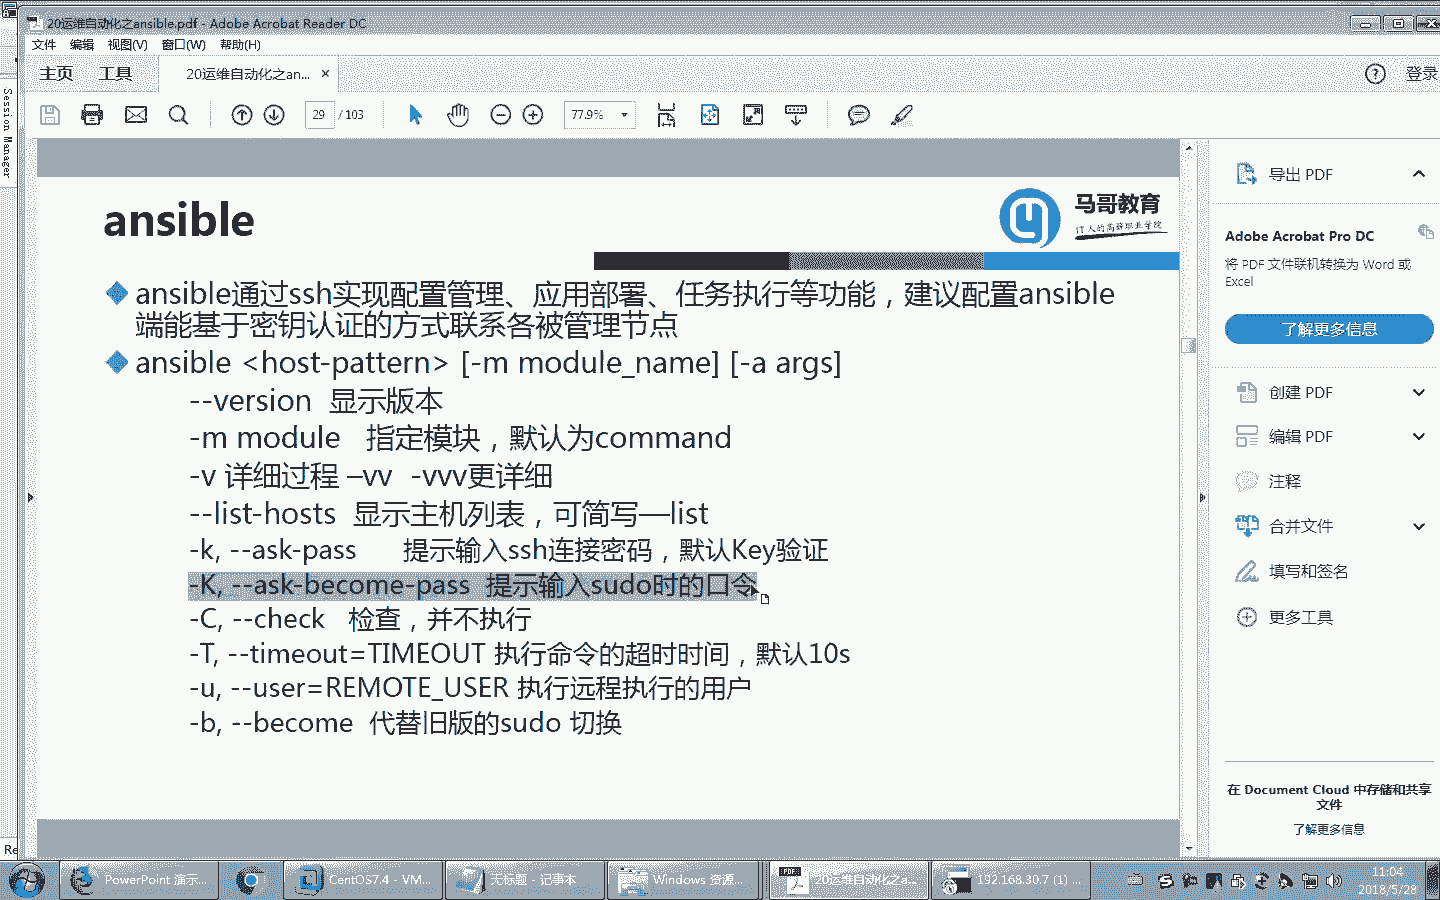 20运维自动化之ansible.pdf - Adobe Acrobat Reader DC
文件 编辑 视图(V) 窗口(W) 帮助(H)
主页 工具 20运维自动化之an... × 登录
29 / 103 77.9%
Session Manager
ansible
马哥教育
IT人的高薪职业学院
ansible通过ssh实现配置管理、应用部署、任务执行等功能，建议配置ansible
端能基于密钥认证的方式联系各被管理节点
ansible <host-pattern> [-m module_name] [-a args]
--version 显示版本
-m module 指定模块，默认为command
-v 详细过程 –vv -vvv更详细
--list-hosts 显示主机列表，可简写—list
-k, --ask-pass 提示输入ssh连接密码，默认Key验证
-K, --ask-become-pass 提示输入sudo时的口令
-C, --check 检查，并不执行
-T, --timeout=TIMEOUT 执行命令的超时时间，默认10s
-u, --user=REMOTE_USER 执行远程执行的用户
-b, --become 代替旧版的sudo 切换
导出 PDF
Adobe Acrobat Pro DC
将 PDF 文件联机转换为 Word 或
Excel
了解更多信息
创建 PDF
编辑 PDF
注释
合并文件
填写和签名
更多工具
在 Document Cloud 中存储和共享
文件
了解更多信息
Re
PowerPoint 演示... CentOS7.4 - VM... 无标题 - 记事本 Windows 资源... 20运维自动化之a... 192.168.30.7 (1) ...
11:04
2018/5/28